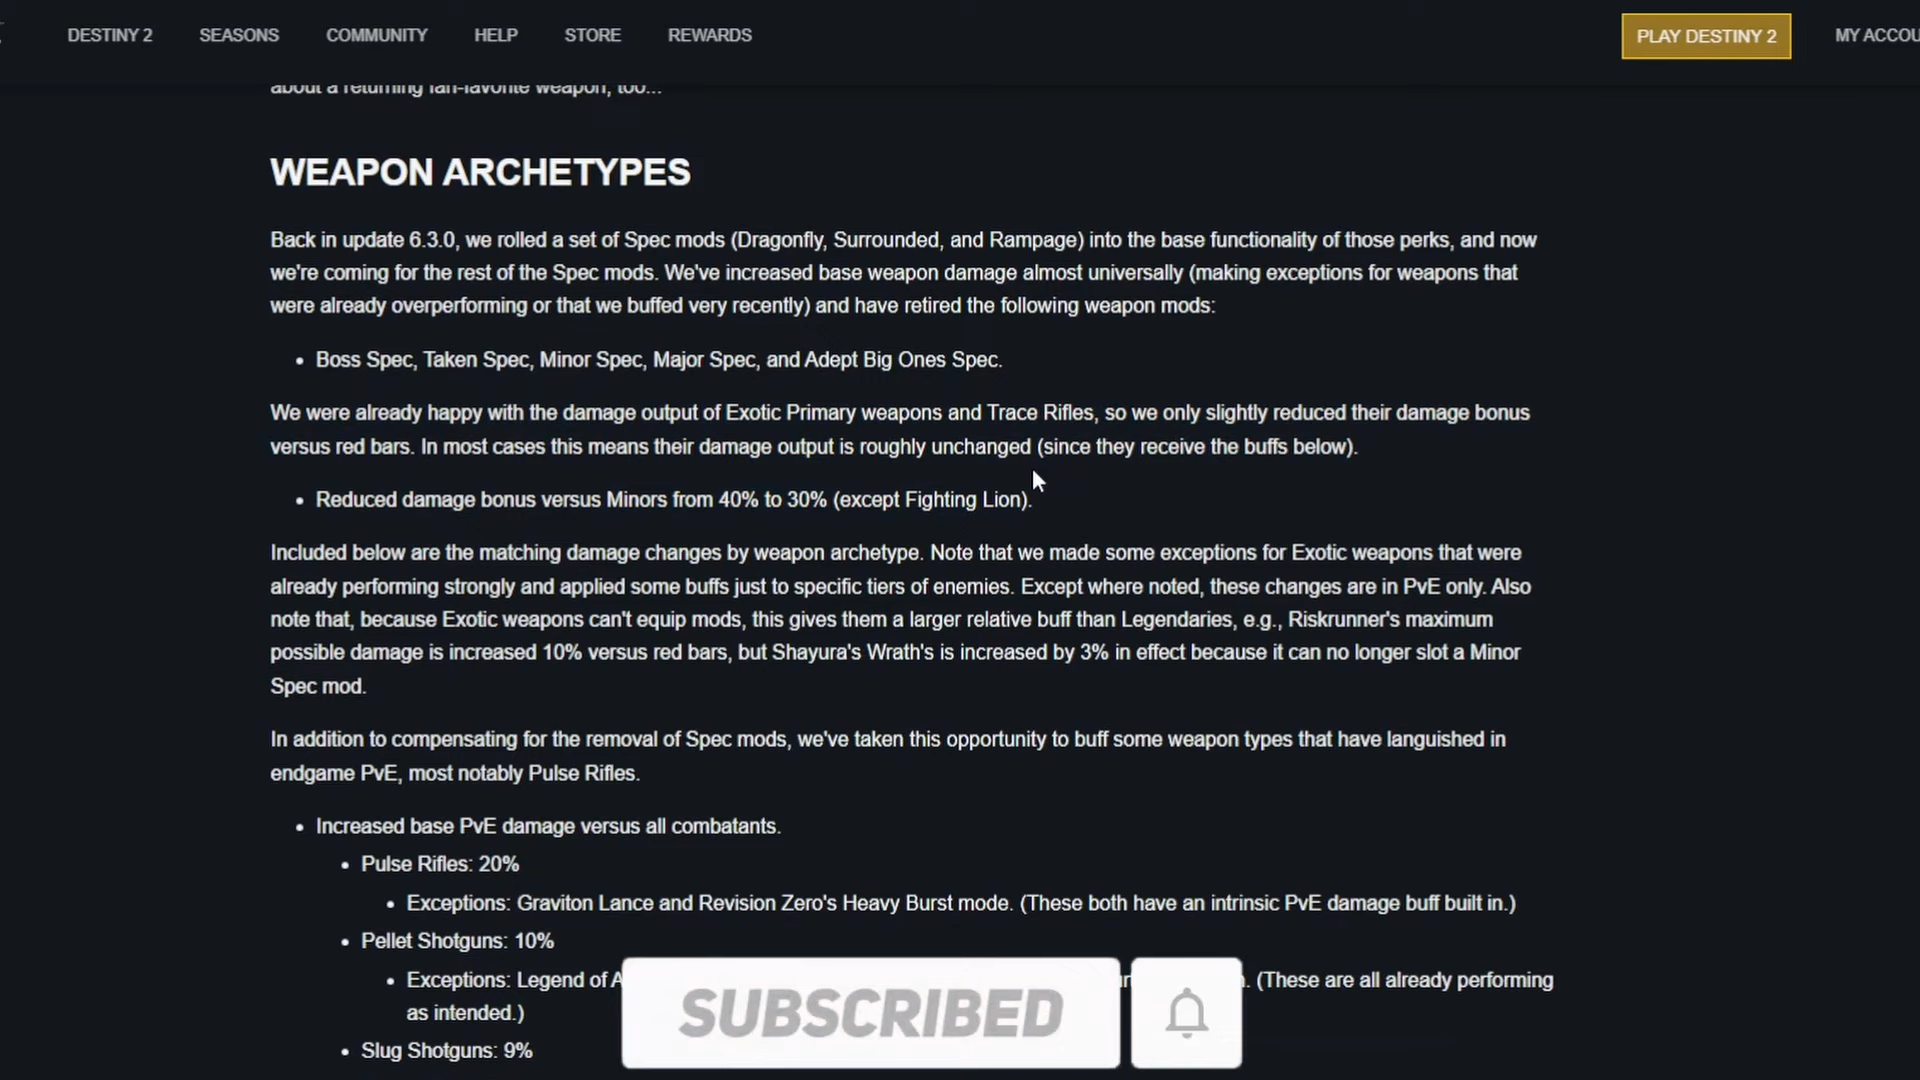 DESTINY 2 SEASONS COMMUNITY HELP STORE REWARDS PLAY DESTINY 2 MY ACCOU
about a returning fan-favorite weapon, too...
WEAPON ARCHETYPES
Back in update 6.3.0, we rolled a set of Spec mods (Dragonfly, Surrounded, and Rampage) into the base functionality of those perks, and now
we're coming for the rest of the Spec mods. We've increased base weapon damage almost universally (making exceptions for weapons that
were already overperforming or that we buffed very recently) and have retired the following weapon mods:
• Boss Spec, Taken Spec, Minor Spec, Major Spec, and Adept Big Ones Spec.
We were already happy with the damage output of Exotic Primary weapons and Trace Rifles, so we only slightly reduced their damage bonus
versus red bars. In most cases this means their damage output is roughly unchanged (since they receive the buffs below).
• Reduced damage bonus versus Minors from 40% to 30% (except Fighting Lion).
Included below are the matching damage changes by weapon archetype. Note that we made some exceptions for Exotic weapons that were
already performing strongly and applied some buffs just to specific tiers of enemies. Except where noted, these changes are in PvE only. Also
note that, because Exotic weapons can't equip mods, this gives them a larger relative buff than Legendaries, e.g., Riskrunner's maximum
possible damage is increased 10% versus red bars, but Shayura's Wrath's is increased by 3% in effect because it can no longer slot a Minor
Spec mod.
In addition to compensating for the removal of Spec mods, we've taken this opportunity to buff some weapon types that have languished in
endgame PvE, most notably Pulse Rifles.
• Increased base PvE damage versus all combatants.
• Pulse Rifles: 20%
• Exceptions: Graviton Lance and Revision Zero's Heavy Burst mode. (These both have an intrinsic PvE damage buff built in.)
• Pellet Shotguns: 10%
• Exceptions: Legend of A (These are all already performing
as intended.)
SUBSCRIBED
• Slug Shotguns: 9%